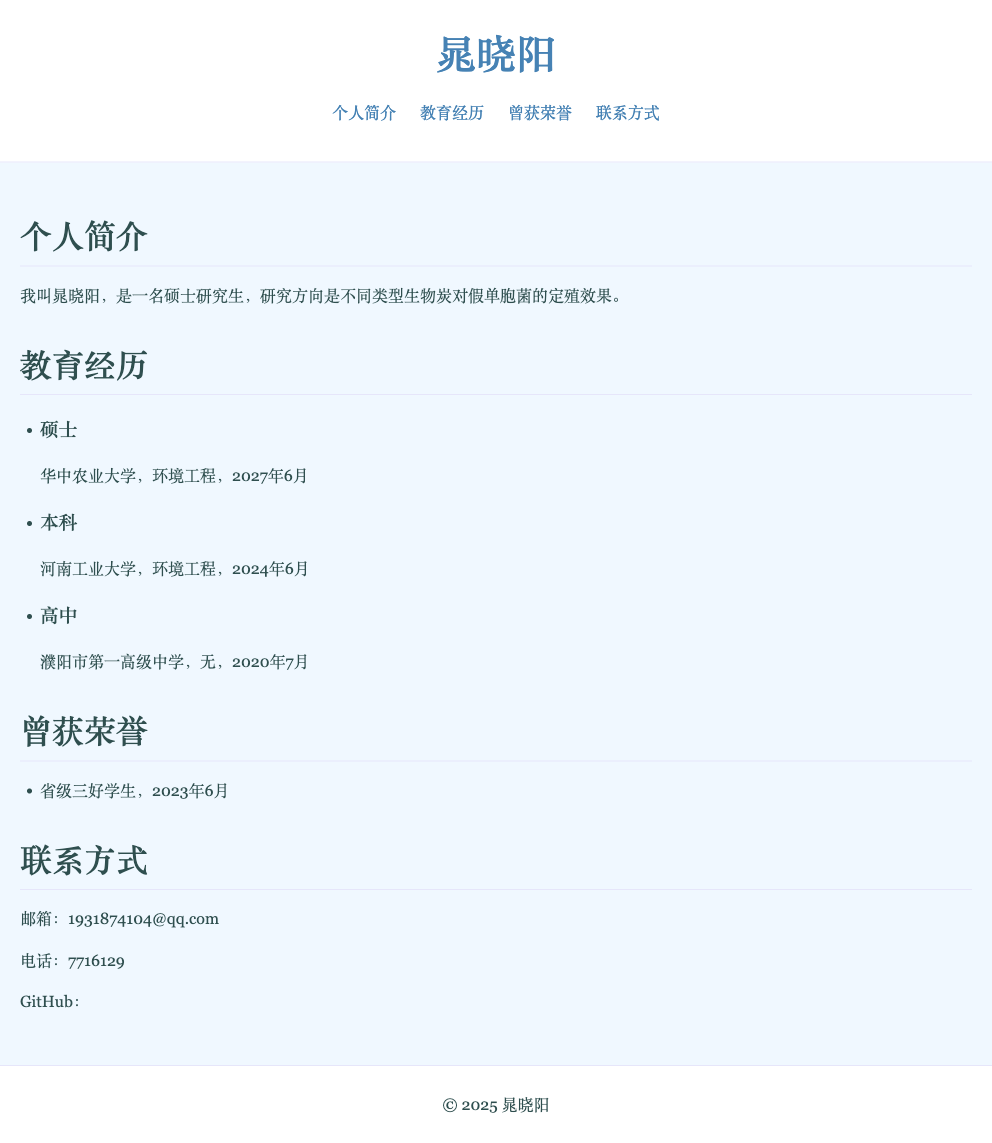 晁晓阳
个人简介 教育经历 曾获荣誉 联系方式
个人简介
我叫晁晓阳，是一名硕士研究生，研究方向是不同类型生物炭对假单胞菌的定殖效果。
教育经历
• 硕士
华中农业大学，环境工程，2027年6月
• 本科
河南工业大学，环境工程，2024年6月
• 高中
濮阳市第一高级中学，无，2020年7月
曾获荣誉
• 省级三好学生，2023年6月
联系方式
邮箱：1931874104@qq.com
电话：7716129
GitHub：
© 2025 晁晓阳